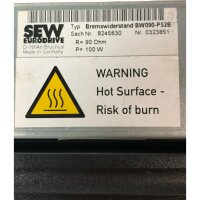 SEW
EURODRIVE
D-76646 Bruchsal
Made in Germany
Typ Bremswiderstand BW090-P52B
Sach.Nr. 8245630 Nr. 0323951
R= 90 Ohm
P= 100 W
WARNING
Hot Surface -
Risk of burn